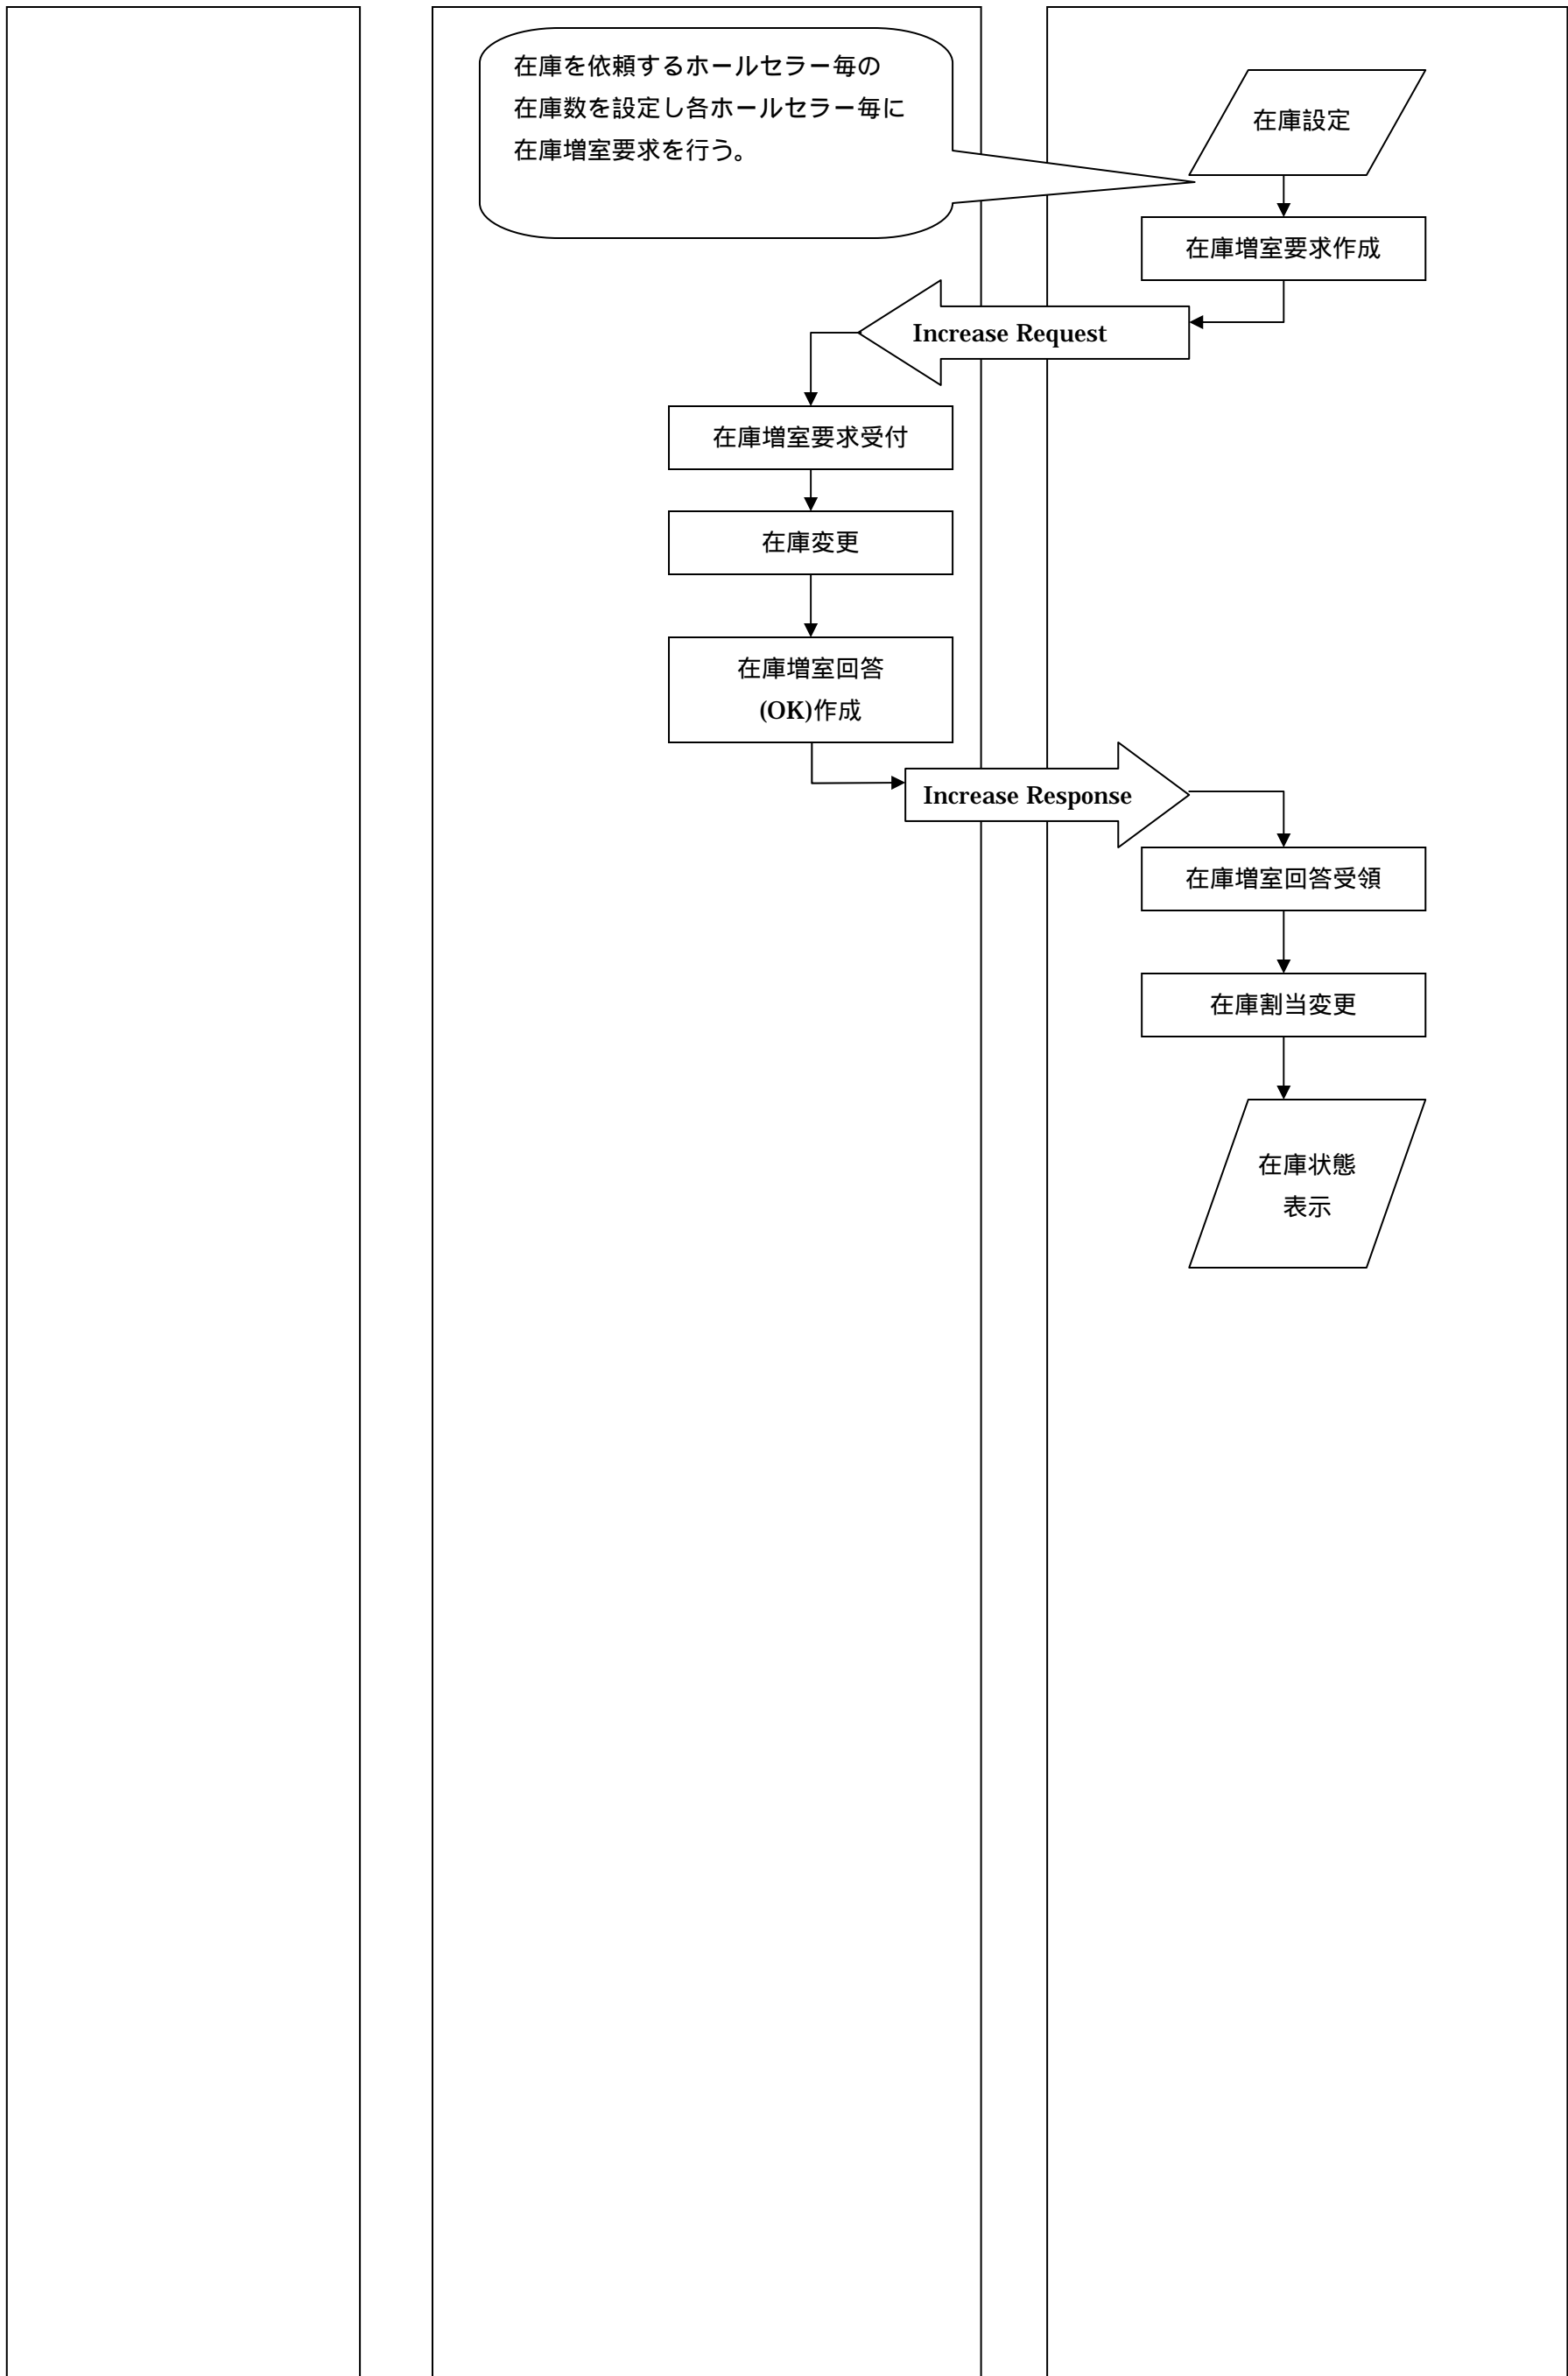 在庫を依頼するホールセラー毎の
在庫数を設定し各ホールセラー毎に
在庫増室要求を行う。
在庫設定
在庫増室要求作成
Increase Request
在庫増室要求受付
在庫変更
在庫増室回答
(OK)作成
Increase Response
在庫増室回答受領
在庫割当変更
在庫状態
表示